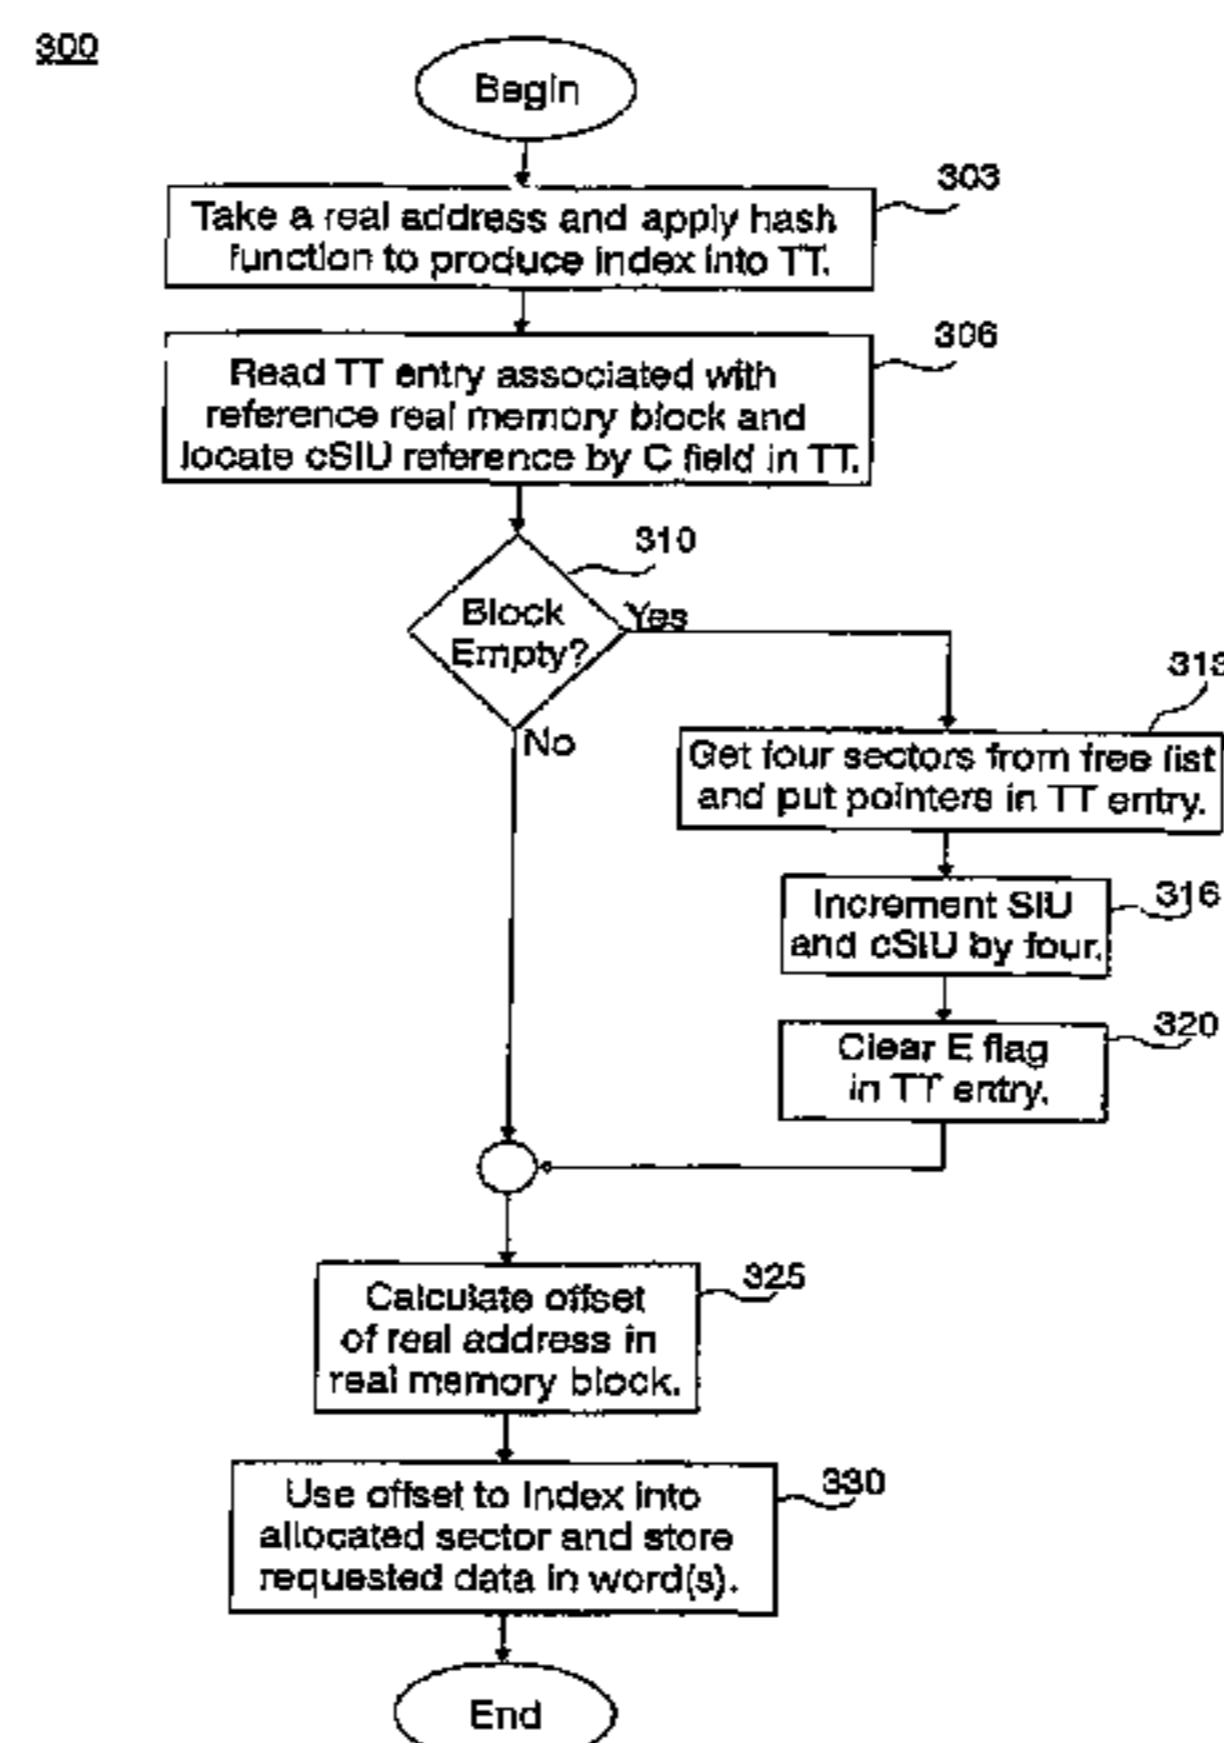 300
Begin
303
Take a real address and apply hash
function to produce index into TT.
306
Read TT entry associated with
reference real memory block and
locate cSIU reference by C field in TT.
310
Block
Empty?
Yes
No
313
Get four sectors from free list
and put pointers in TT entry.
316
Increment SIU
and cSIU by four.
320
Clear E flag
in TT entry.
325
Calculate offset
of real address in
real memory block.
330
Use offset to Index into
allocated sector and store
requested data in word(s).
End